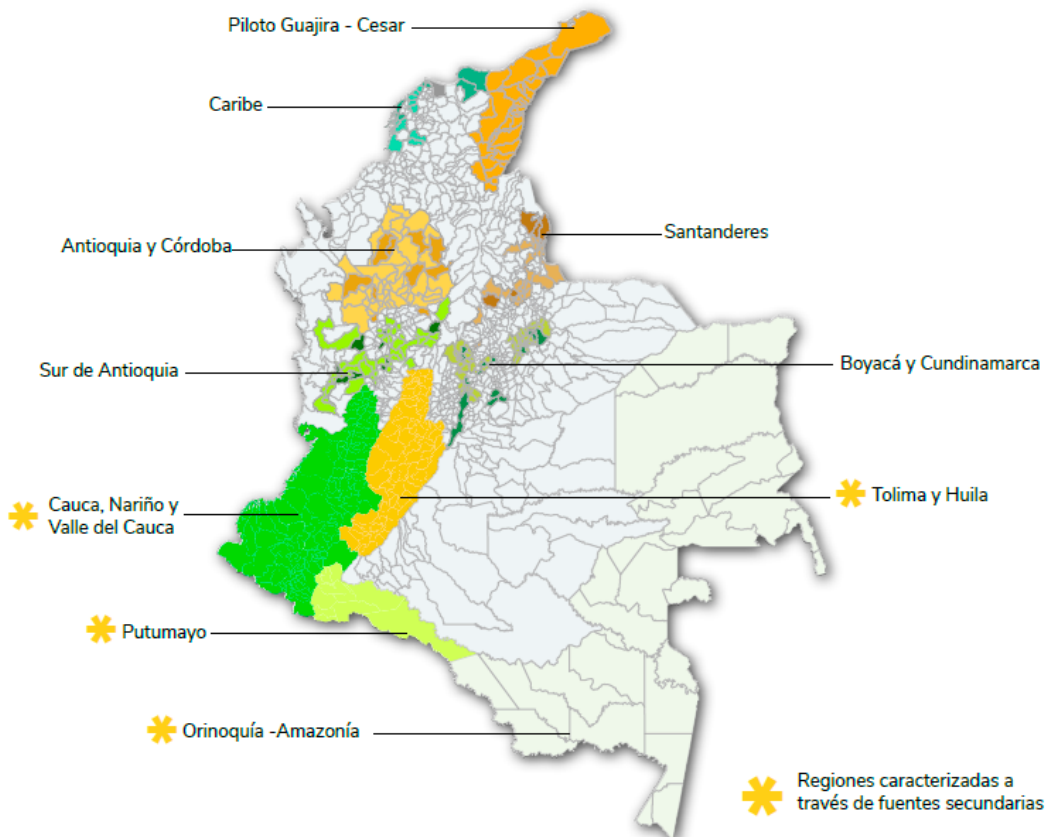 Piloto Guajira - Cesar
Caribe
Antioquia y Córdoba
Santanderes
Sur de Antioquia
Boyacá y Cundinamarca
Cauca, Nariño y
Valle del Cauca
Tolima y Huila
Putumayo
Orinoquía -Amazonía
Regiones caracterizadas a
través de fuentes secundarias